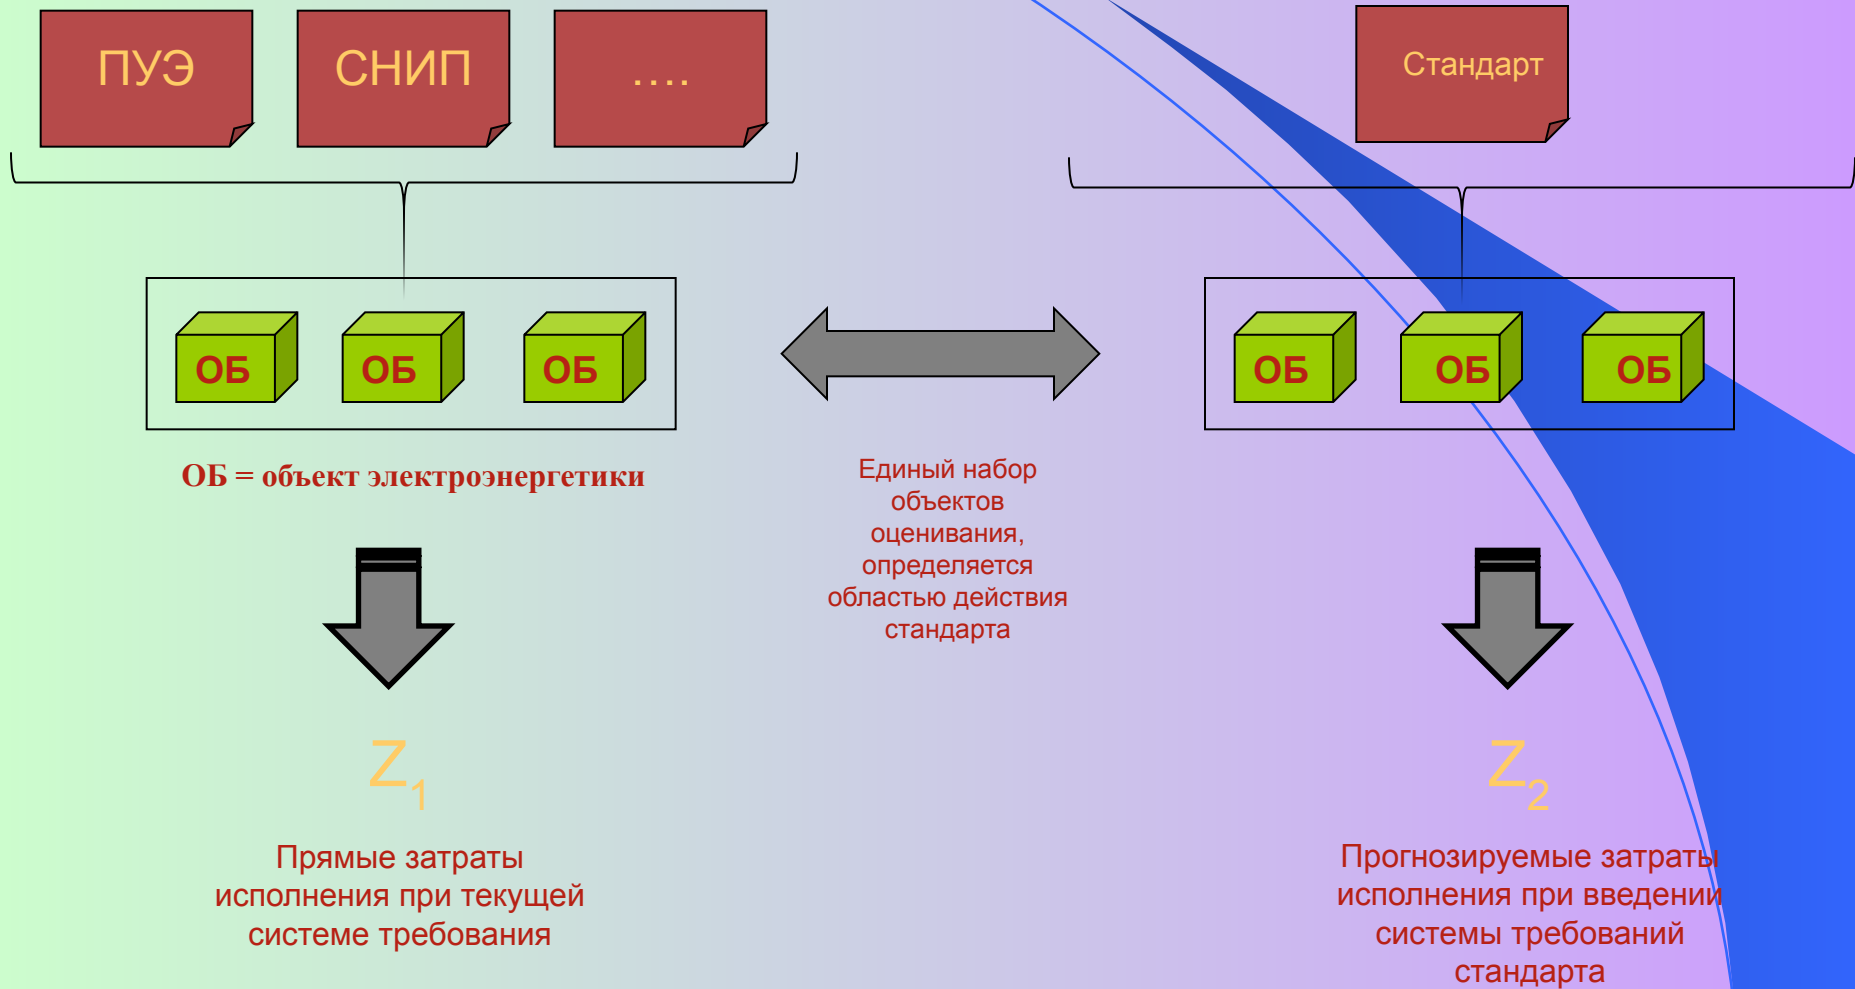 ПУЭ
СНИП
....
Стандарт
ОБ
ОБ
ОБ
ОБ
ОБ
ОБ
ОБ = объект электроэнергетики
Единый набор
объектов
оценивания,
определяется
областью действия
стандарта
Z1
Z2
Прямые затраты
исполнения при текущей
системе требования
Прогнозируемые затраты
исполнения при введении
системы требований
стандарта